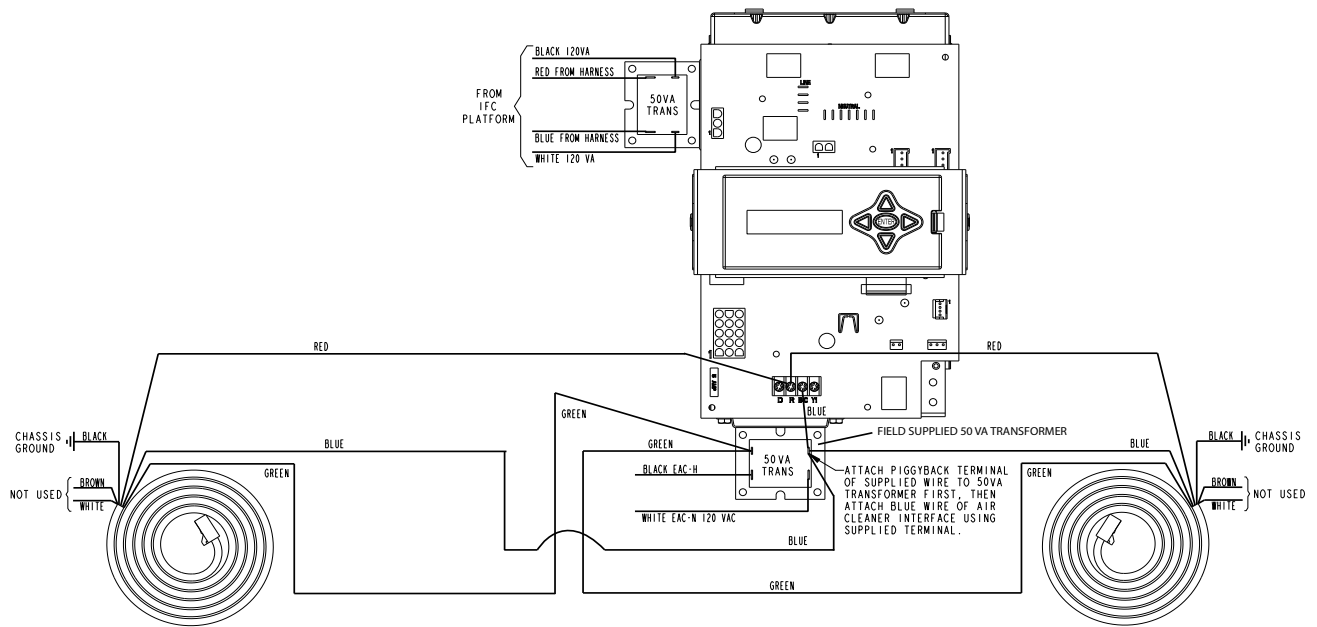 BLACK 120VA
RED FROM HARNESS
FROM
IFC
PLATFORM
50VA
TRANS
BLUE FROM HARNESS
WHITE 120 VA
LINE
NEUTRAL
ENTER
RED
RED
D R BC Y1
BLUE
GREEN
FIELD SUPPLIED 50 VA TRANSFORMER
CHASSIS
GROUND
BLACK
BLUE
GREEN
50VA
TRANS
BLUE
BLACK
CHASSIS
GROUND
GREEN
BLACK EAC-H
ATTACH PIGGYBACK TERMINAL
OF SUPPLIED WIRE TO 50VA
TRANSFORMER FIRST, THEN
ATTACH BLUE WIRE OF AIR
CLEANER INTERFACE USING
SUPPLIED TERMINAL.
GREEN
NOT USED
BROWN
WHITE
BROWN
WHITE
NOT USED
WHITE EAC-N 120 VAC
BLUE
GREEN